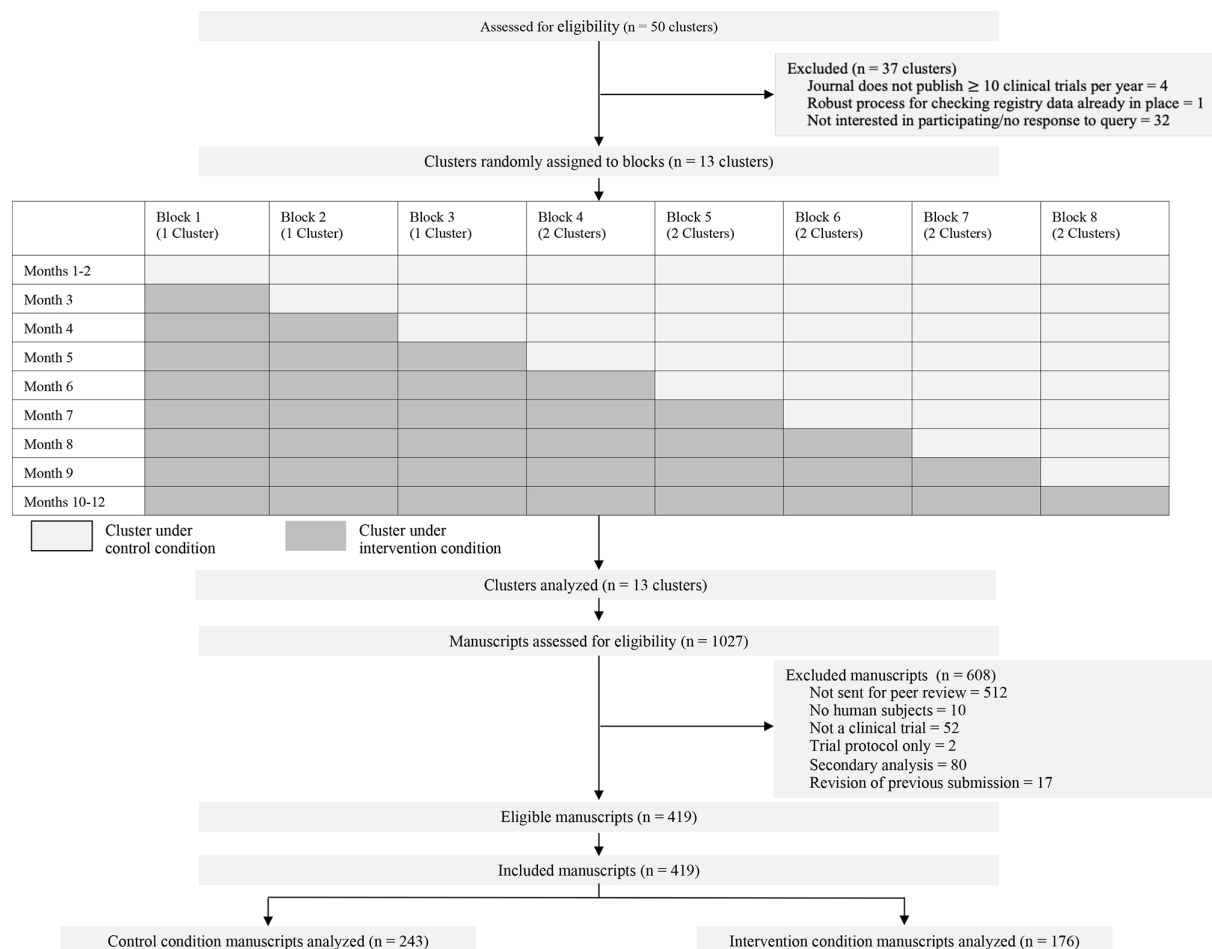 Assessed for eligibility (n = 50 clusters)
Excluded (n = 37 clusters)
Journal does not publish ≥ 10 clinical trials per year = 4
Robust process for checking registry data already in place = 1
Not interested in participating/no response to query = 32
Clusters randomly assigned to blocks (n = 13 clusters)
Block 1 Block 2 Block 3 Block 4 Block 5 Block 6 Block 7 Block 8
(1 Cluster) (1 Cluster) (1 Cluster) (2 Clusters) (2 Clusters) (2 Clusters) (2 Clusters) (2 Clusters)
Months 1-2
Month 3
Month 4
Month 5
Month 6
Month 7
Month 8
Month 9
Months 10-12
Cluster under
control condition
Cluster under
intervention condition
Clusters analyzed (n = 13 clusters)
Manuscripts assessed for eligibility (n = 1027)
Excluded manuscripts (n = 608)
Not sent for peer review = 512
No human subjects = 10
Not a clinical trial = 52
Trial protocol only = 2
Secondary analysis = 80
Revision of previous submission = 17
Eligible manuscripts (n = 419)
Included manuscripts (n = 419)
Control condition manuscripts analyzed (n = 243)
Intervention condition manuscripts analyzed (n = 176)